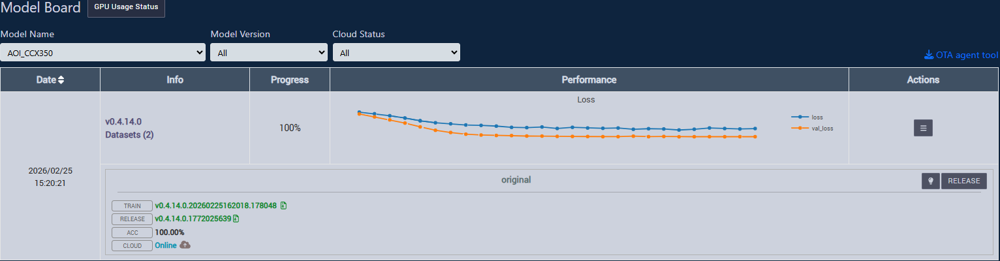 Model Board GPU Usage Status
Model Name Model Version Cloud Status
AOI_CCX350 All All OTA agent tool
Date Info Progress Performance Actions
Loss
v0.4.14.0
Datasets (2)
100%
loss
val_loss
2026/02/25
15:20:21
original RELEASE
TRAIN v0.4.14.0.20260225162018.178048
RELEASE v0.4.14.0.1772025639
ACC 100.00%
CLOUD Online